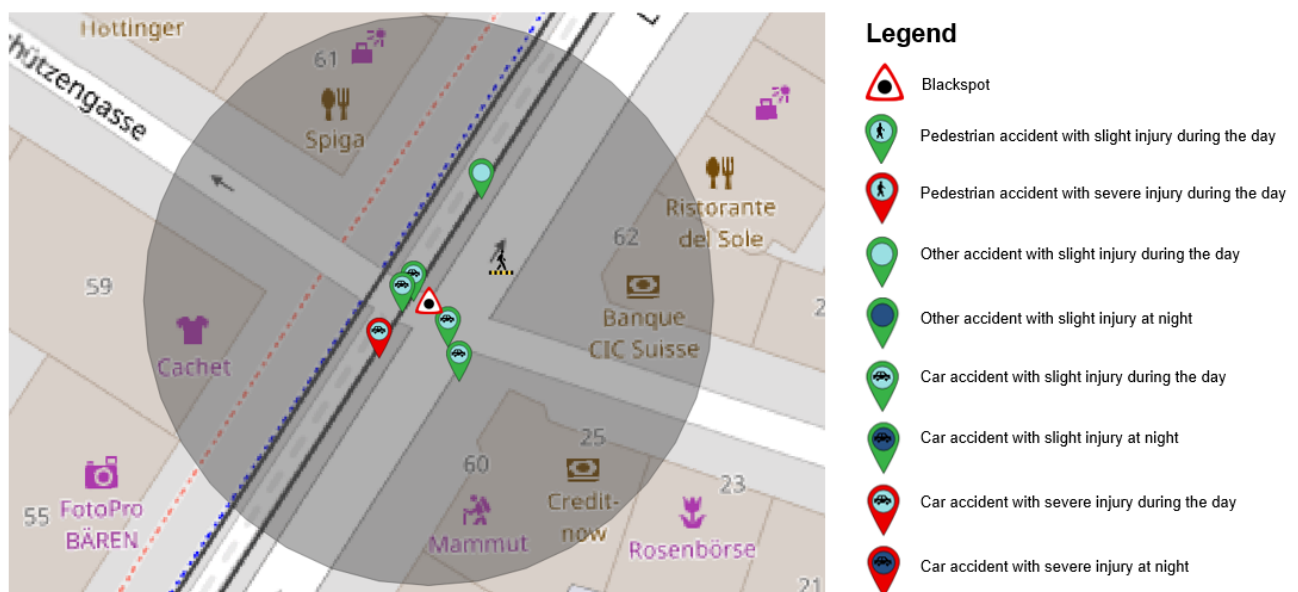 Hottinger
hützengasse
61
Spiga
Ristorante
del Sole
62
59
Banque
CIC Suisse
Cachet
25
60
Credit-
now
23
55
FotoPro
BÄREN
Mammut
Rosenbörse
21
Legend
Blackspot
Pedestrian accident with slight injury during the day
Pedestrian accident with severe injury during the day
Other accident with slight injury during the day
Other accident with slight injury at night
Car accident with slight injury during the day
Car accident with slight injury at night
Car accident with severe injury during the day
Car accident with severe injury at night